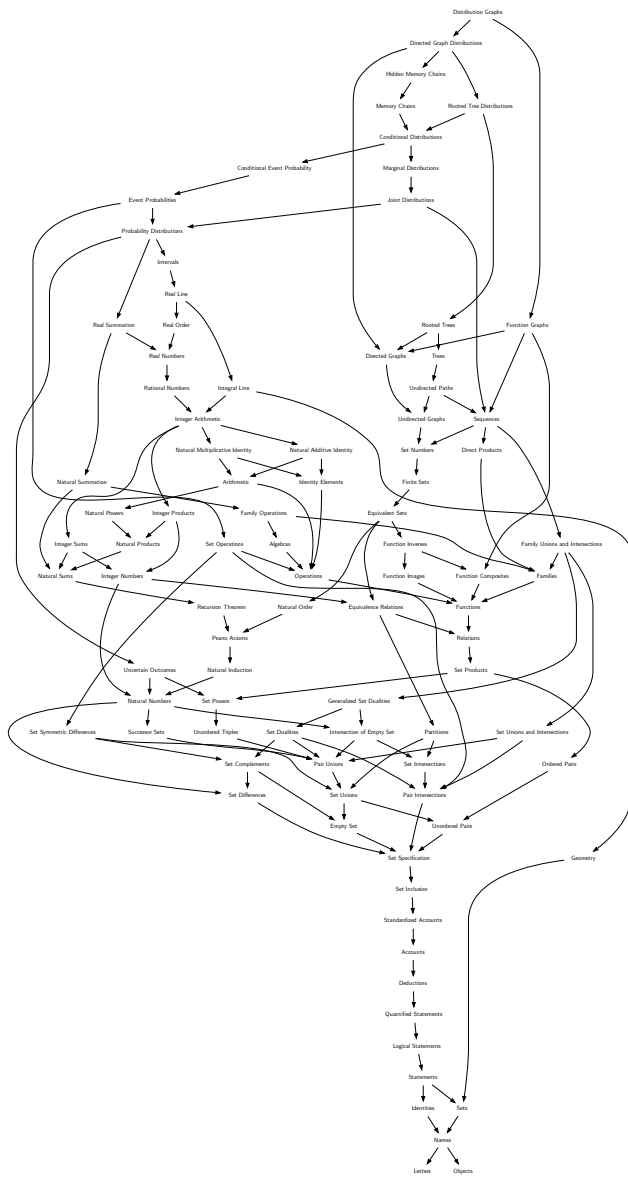 Distribution Graphs
Directed Graph Distributions
Hidden Memory Chains
Memory Chains
Rooted Tree Distributions
Conditional Distributions
Conditional Event Probability
Marginal Distributions
Event Probabilities
Joint Distributions
Probability Distributions
Intervals
Real Line
Real Summation
Real Order
Rooted Trees
Function Graphs
Real Numbers
Directed Graphs
Trees
Rational Numbers
Integral Line
Undirected Paths
Integer Arithmetic
Undirected Graphs
Sequences
Natural Multiplicative Identity
Natural Additive Identity
Set Numbers
Direct Products
Natural Summation
Arithmetic
Identity Elements
Finite Sets
Natural Powers
Integer Products
Family Operations
Equivalent Sets
Integer Sums
Natural Products
Set Operations
Algebras
Function Inverses
Family Unions and Intersections
Natural Sums
Integer Numbers
Operations
Function Images
Function Composites
Families
Recursion Theorem
Natural Order
Equivalence Relations
Functions
Peano Axioms
Relations
Uncertain Outcomes
Natural Induction
Set Products
Natural Numbers
Set Powers
Generalized Set Dualities
Set Symmetric Differences
Successor Sets
Unordered Triples
Set Dualities
Intersection of Empty Set
Partitions
Set Unions and Intersections
Set Complements
Pair Unions
Set Intersections
Ordered Pairs
Set Differences
Set Unions
Pair Intersections
Empty Set
Unordered Pairs
Set Specification
Geometry
Set Inclusion
Standardized Accounts
Accounts
Deductions
Quantified Statements
Logical Statements
Statements
Identities
Sets
Names
Letters
Objects